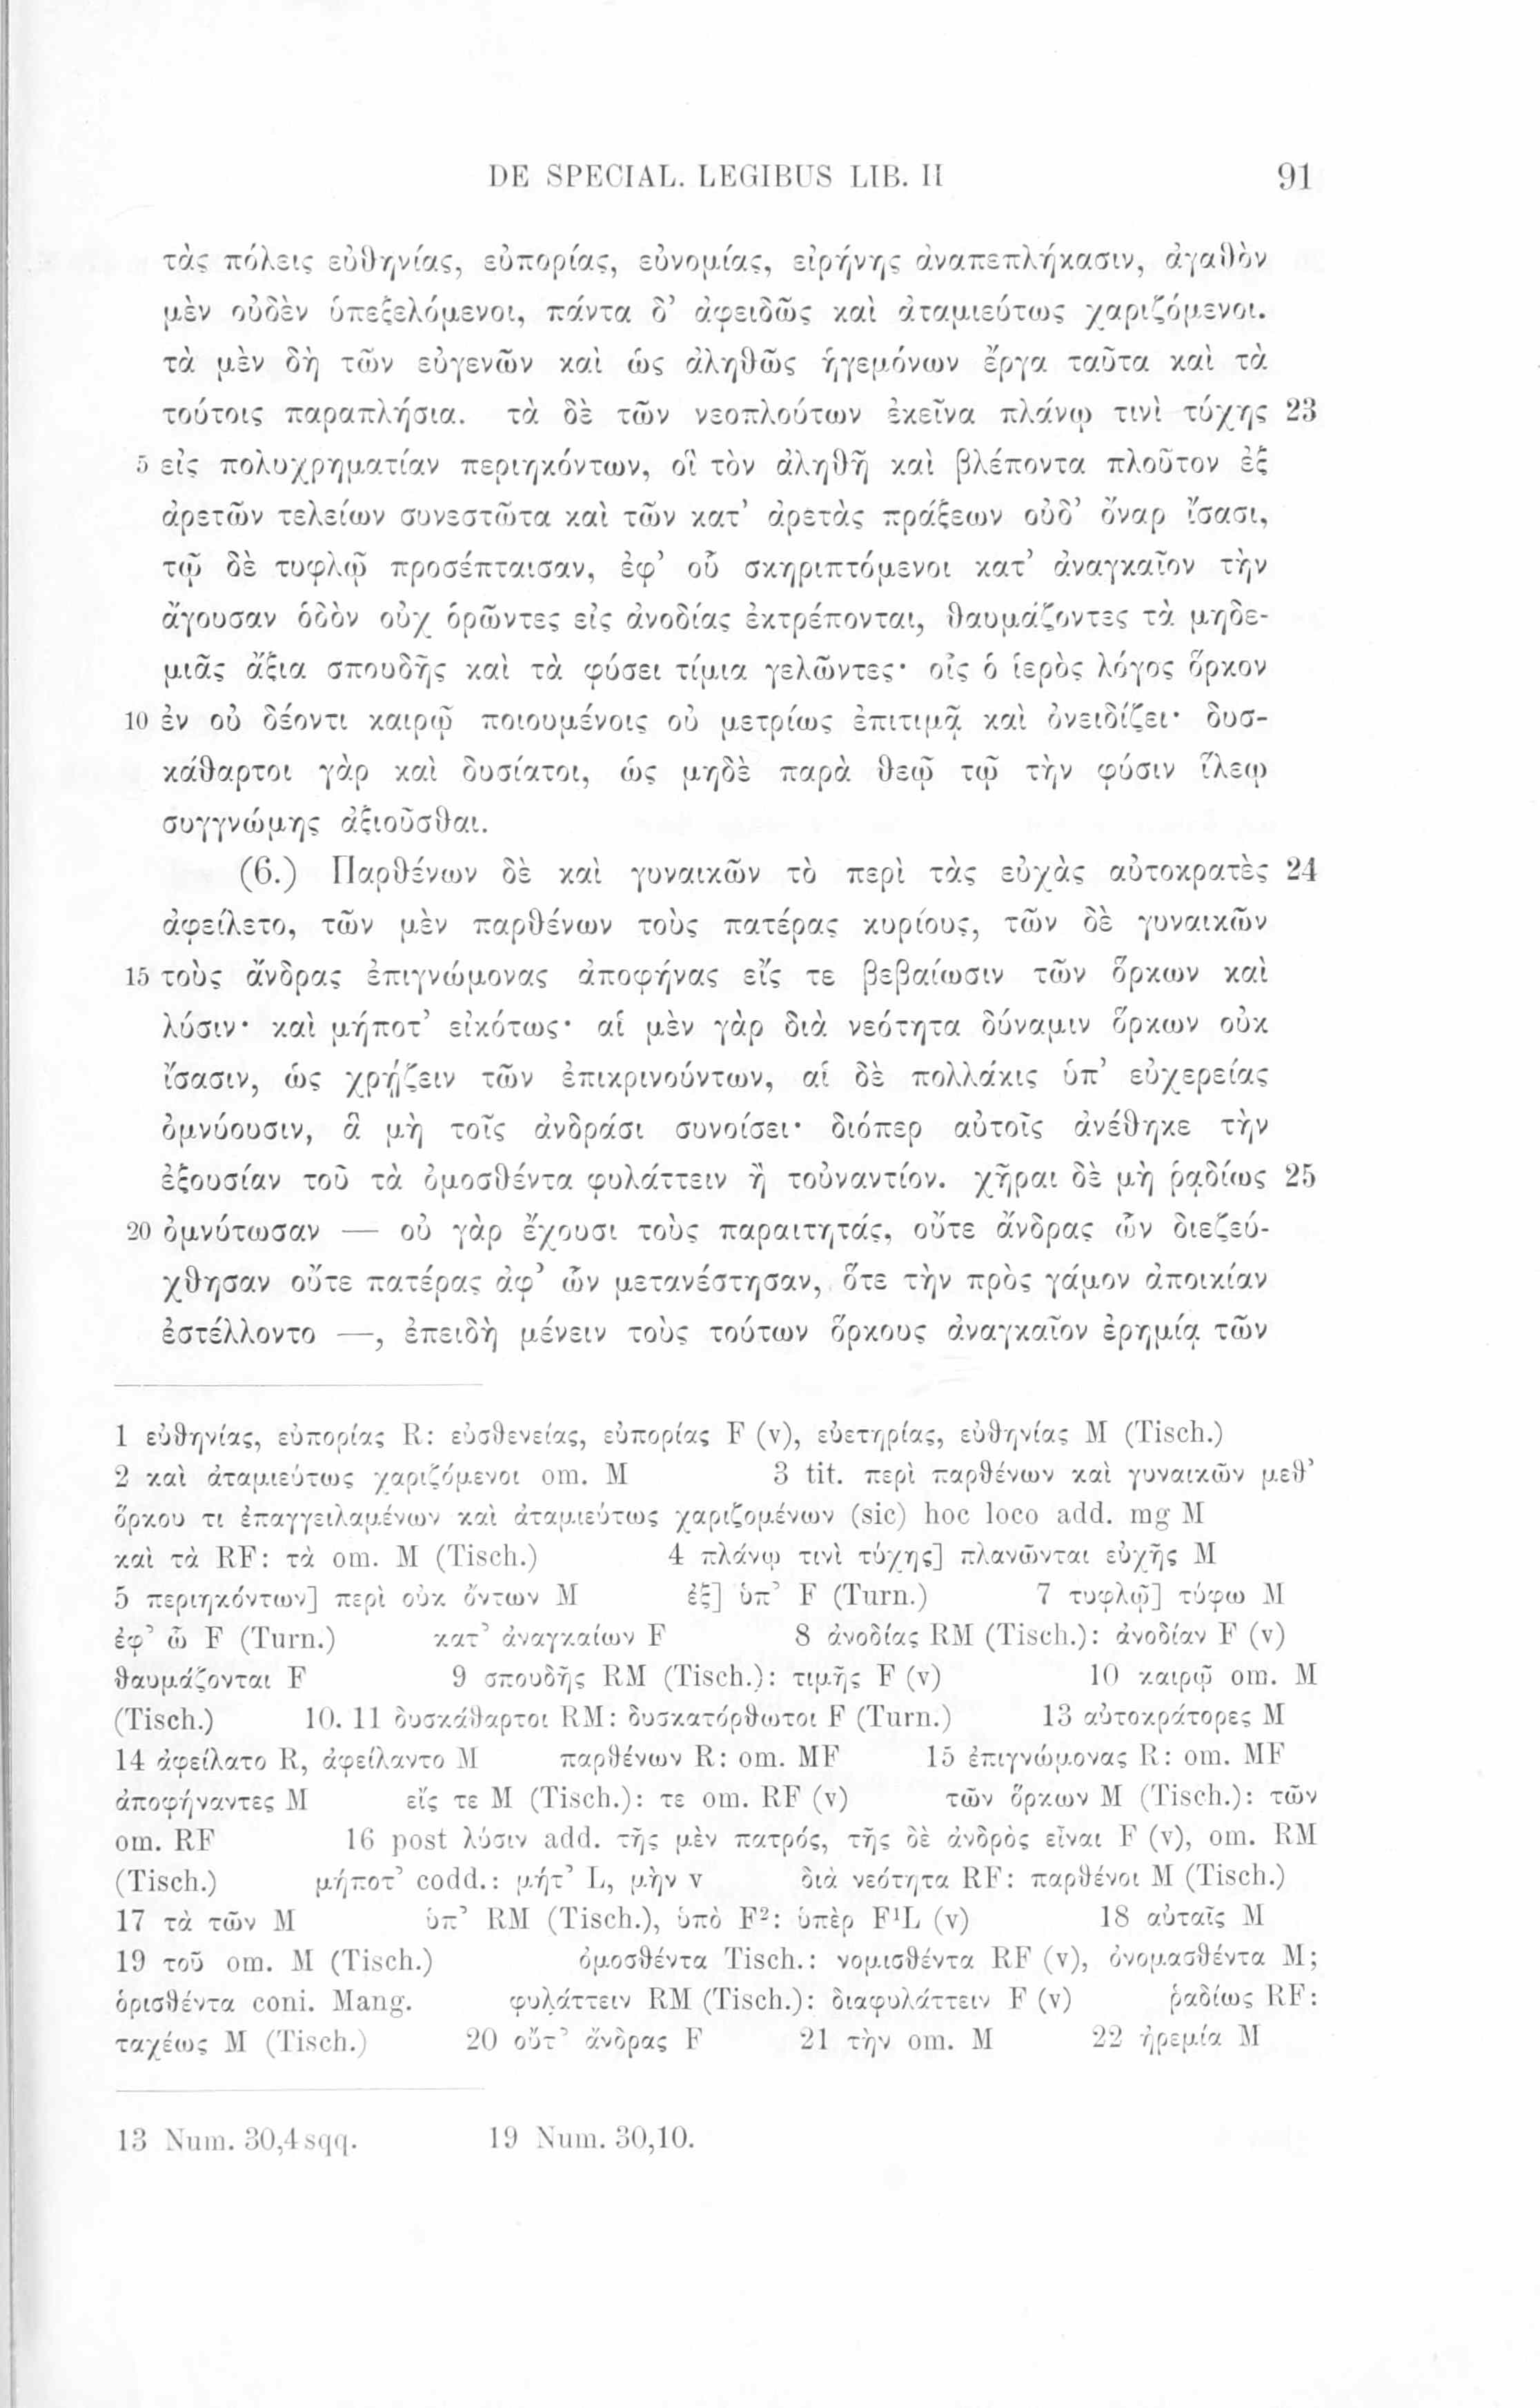 DE SPECIAL. LEGIBUS LIB. II 91
τὰς πόλεις εὐθηνίας, εὐπορίας, εὐνομίας, εἰρήνης ἀναπεπλήκασιν, ἀγαθὸν
μὲν οὐδὲν ὑπεξελόμενοι, πάντα δ’ ἀφειδῶς καὶ ἀταμιεύτως χαριζόμενοι.
τὰ μὲν δὴ τῶν εὐγενῶν καὶ ὡς ἀληθῶς ἡγεμόνων ἔργα ταῦτα καὶ τὰ
τούτοις παραπλήσια. τὰ δὲ τῶν νεοπλούτων ἐκεῖνα πλάνῳ τινὶ τύχης 23
5 εἰς πολυχρηματίαν περιηκόντων, οἳ τὸν ἀληθῆ καὶ βλέποντα πλοῦτον ἐξ
ἀρετῶν τελείων συνεστῶτα καὶ τῶν κατ’ ἀρετὰς πράξεων οὐδ’ ὄναρ ἴσασι,
τῷ δὲ τυφλῷ προσέπταισαν, ἐφ’ οὗ σκηριπτόμενοι κατ’ ἀναγκαῖον τὴν
ἄγουσαν ὁδὸν οὐχ ὁρῶντες εἰς ἀνοδίας ἐκτρέπονται, θαυμάζοντες τὰ μηδε-
μιᾶς ἄξια σπουδῆς καὶ τὰ φύσει τίμια γελῶντες· οἷς ὁ ἱερὸς λόγος ὅρκον
10 ἐν οὐ δέοντι καιρῷ ποιουμένοις οὐ μετρίως ἐπιτιμᾷ καὶ ὀνειδίζει· δυσ-
κάθαρτοι γὰρ καὶ δυσίατοι, ὡς μηδὲ παρὰ θεῷ τῷ τὴν φύσιν ἵλεῳ
συγγνώμης ἀξιοῦσθαι.
(6.) Παρθένων δὲ καὶ γυναικῶν τὸ περὶ τὰς εὐχὰς αὐτοκρατὲς 24
ἀφείλετο, τῶν μὲν παρθένων τοὺς πατέρας κυρίους, τῶν δὲ γυναικῶν
15 τοὺς ἄνδρας ἐπιγνώμονας ἀποφήνας εἴς τε βεβαίωσιν τῶν ὅρκων καὶ
λύσιν· καὶ μήποτ’ εἰκότως· αἱ μὲν γὰρ διὰ νεότητα δύναμιν ὅρκων οὐκ
ἴσασιν, ὡς χρῄζειν τῶν ἐπικρινούντων, αἱ δὲ πολλάκις ὑπ’ εὐχερείας
ὀμνύουσιν, ἃ μὴ τοῖς ἀνδράσι συνοίσει· διόπερ αὐτοῖς ἀνέθηκε τὴν
ἐξουσίαν τοῦ τὰ ὀμοσθέντα φυλάττειν ἢ τοὐναντίον. χῆραι δὲ μὴ ῥᾳδίως 25
20 ὀμνύτωσαν — οὐ γὰρ ἔχουσι τοὺς παραιτητάς, οὔτε ἄνδρας ὧν διεζεύ-
χθησαν οὔτε πατέρας ἀφ’ ὧν μετανέστησαν, ὅτε τὴν πρὸς γάμον ἀποικίαν
ἐστέλλοντο —, ἐπειδὴ μένειν τοὺς τούτων ὅρκους ἀναγκαῖον ἐρημίᾳ τῶν
1 εὐθηνίας, εὐπορίας R: εὐσθενείας, εὐπορίας F (v), εὐετηρίας, εὐθηνίας M (Tisch.)
2 καὶ ἀταμιεύτως χαριζόμενοι om. M 3 tit. περὶ παρθένων καὶ γυναικῶν μεθ’
ὅρκου τι ἐπαγγειλαμένων καὶ ἀταμιεύτως χαριζομένων (sic) hoc loco add. mg M
καὶ τὰ RF: τὰ om. M (Tisch.) 4 πλάνῳ τινὶ τύχης] πλανῶνται εὐχῆς M
5 περιηκόντων] περὶ οὐκ ὄντων M ἐξ] ὑπ’ F (Turn.) 7 τυφλῷ] τύφω M
ἐφ’ ᾧ F (Turn.) κατ’ ἀναγκαίων F 8 ἀνοδίας RM (Tisch.): ἀνοδίαν F (v)
θαυμάζονται F 9 σπουδῆς RM (Tisch.): τιμῆς F (v) 10 καιρῷ om. M
(Tisch.) 10. 11 δυσκάθαρτοι RM: δυσκατόρθωτοι F (Turn.) 13 αὐτοκράτορες M
14 ἀφείλατο R, ἀφείλαντο M παρθένων R: om. MF 15 ἐπιγνώμονας R: om. MF
ἀποφήναντες M εἴς τε M (Tisch.): τε om. RF (v) τῶν ὅρκων M (Tisch.): τῶν
om. RF 16 post λύσιν add. τῆς μὲν πατρός, τῆς δὲ ἀνδρὸς εἶναι F (v), om. RM
(Tisch.) μήποτ’ codd.: μήτ’ L, μὴν v διὰ νεότητα RF: παρθένοι M (Tisch.)
17 τὰ τῶν M ὑπ’ RM (Tisch.), ὑπὸ F²: ὑπὲρ F¹L (v) 18 αὐταῖς M
19 τοῦ om. M (Tisch.) ὀμοσθέντα Tisch.: νομισθέντα RF (v), ὀνομασθέντα M;
ὁρισθέντα coni. Mang. φυλάττειν RM (Tisch.): διαφυλάττειν F (v) ῥαδίως RF:
ταχέως M (Tisch.) 20 οὔτ’ ἄνδρας F 21 τὴν om. M 22 ἠρεμία M
13 Num. 30,4 sqq. 19 Num. 30,10.